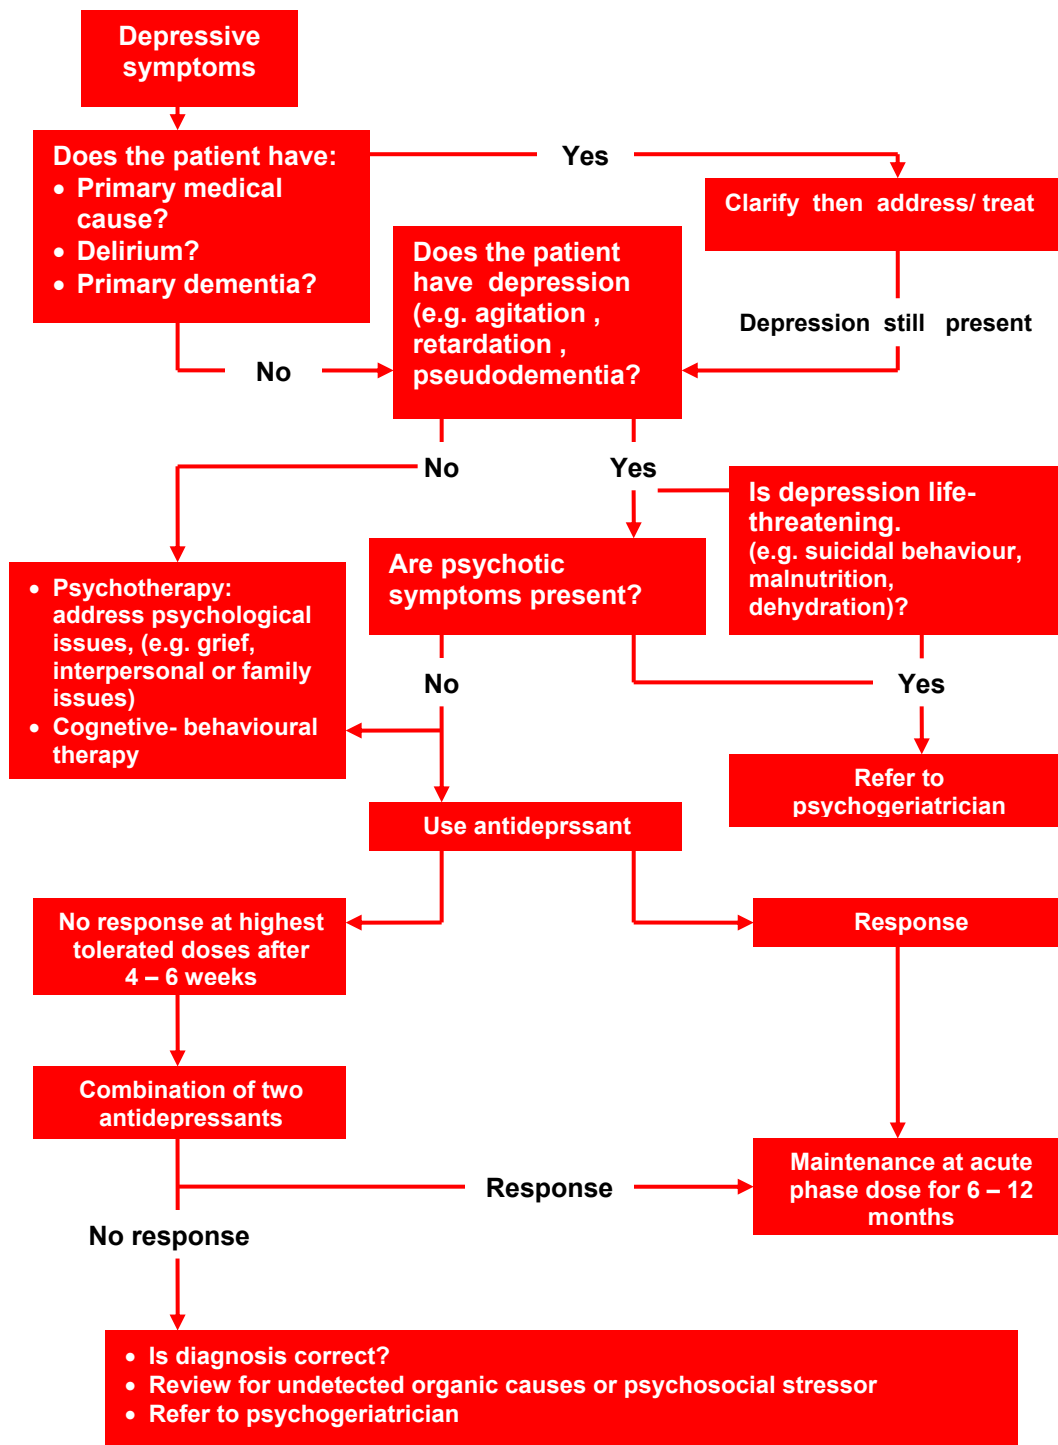 Depressive
symptoms
Does the patient have:
• Primary medical
cause?
• Delirium?
• Primary dementia?
Yes
Clarify then address/ treat
Does the patient
have depression
(e.g. agitation ,
retardation ,
pseudodementia?
Depression still present
No
No
Yes
Is depression life-
threatening.
(e.g. suicidal behaviour,
malnutrition,
dehydration)?
Are psychotic
symptoms present?
• Psychotherapy:
address psychological
issues, (e.g. grief,
interpersonal or family
issues)
• Cognetive- behavioural
therapy
No
Yes
Refer to
psychogeriatrician
Use antideprssant
No response at highest
tolerated doses after
4 – 6 weeks
Response
Combination of two
antidepressants
Maintenance at acute
phase dose for 6 – 12
months
Response
No response
• Is diagnosis correct?
• Review for undetected organic causes or psychosocial stressor
• Refer to psychogeriatrician